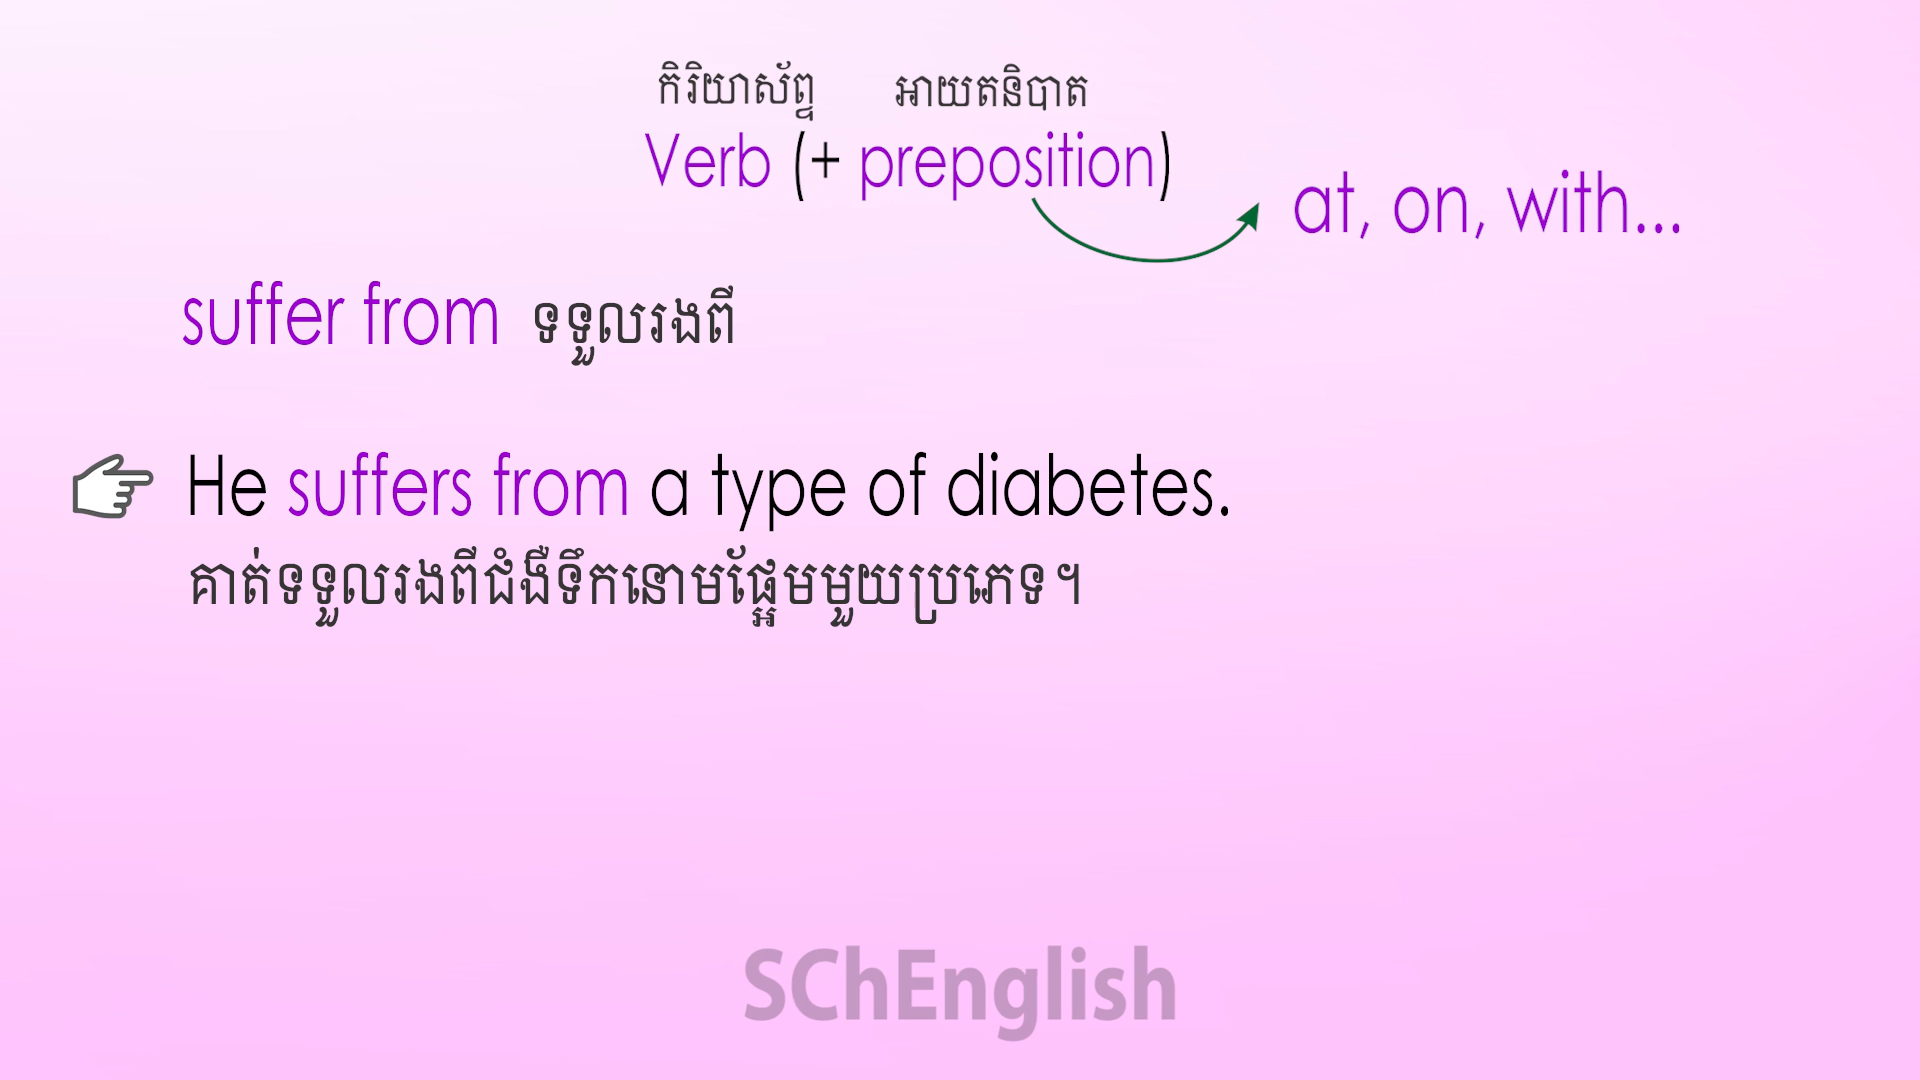 កិរិយាស័ព្ទ អាយតនិបាត
Verb (+ preposition)
at, on, with...
suffer from ទទួលរងពី
He suffers from a type of diabetes.
គាត់ទទួលរងពីជំងឺទឹកនោមផ្អែមមួយប្រភេទ។
SChEnglish